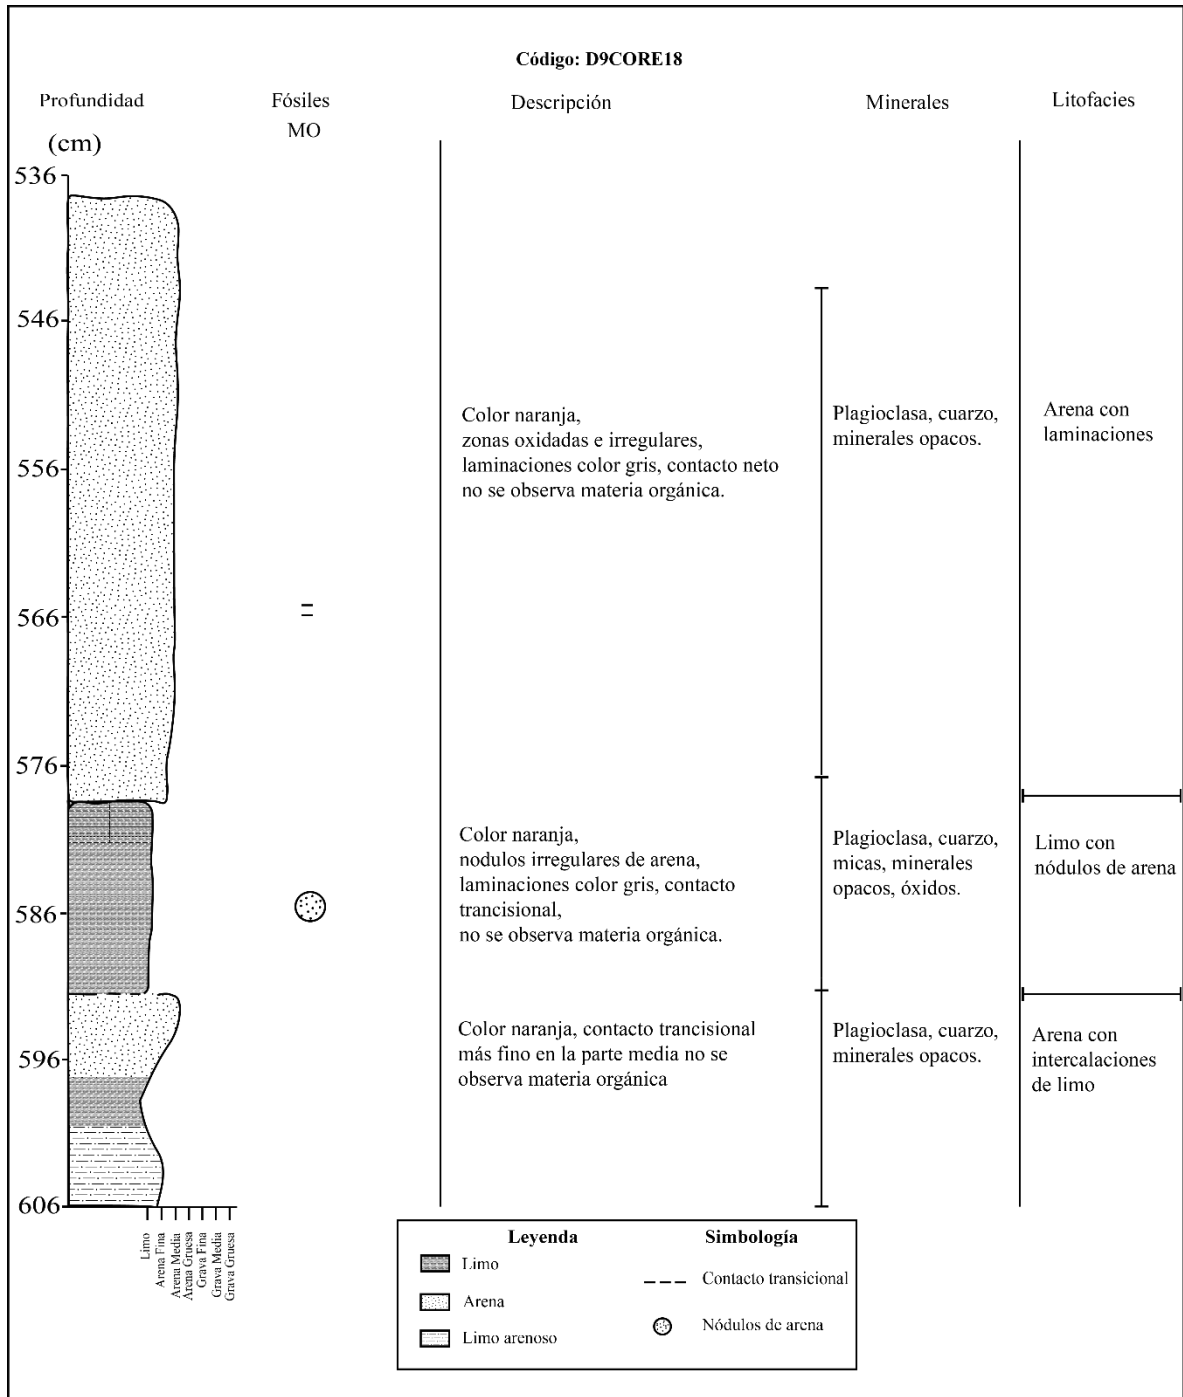 Código: D9CORE18
Profundidad
(cm)
Fósiles
MO
Descripción
Minerales
Litofacies
536
546
556
566
576
586
596
606
Color naranja,
zonas oxidadas e irregulares,
laminaciones color gris, contacto neto
no se observa materia orgánica.
Plagioclasa, cuarzo,
minerales opacos.
Arena con
laminaciones
Color naranja,
nodulos irregulares de arena,
laminaciones color gris, contacto
trancisional,
no se observa materia orgánica.
Plagioclasa, cuarzo,
micas, minerales
opacos, óxidos.
Limo con
nódulos de arena
Color naranja, contacto trancisional
más fino en la parte media no se
observa materia orgánica
Plagioclasa, cuarzo,
minerales opacos.
Arena con
intercalaciones
de limo
Limo
Arena Fina
Arena Media
Arena Gruesa
Grava Fina
Grava Media
Grava Gruesa
Leyenda
Limo
Arena
Limo arenoso
Simbología
Contacto transicional
Nódulos de arena